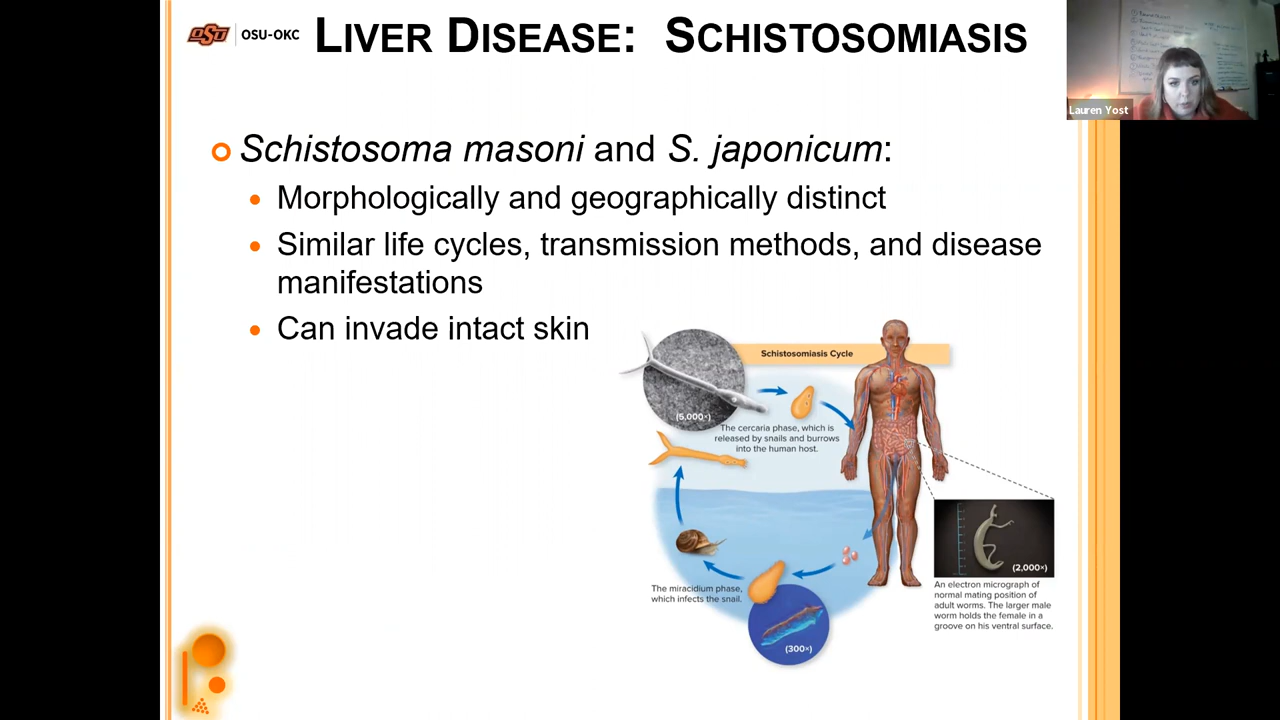 OSU OSU-OKC LIVER DISEASE: SCHISTOSOMIASIS
Lauren Yost
Schistosoma masoni and S. japonicum:
Morphologically and geographically distinct
Similar life cycles, transmission methods, and disease
manifestations
Can invade intact skin
Schistosomiasis Cycle
(5,000×)
The cercaria phase, which is
released by snails and burrows
into the human host.
(2,000×)
The miracidium phase,
which infects the snail.
An electron micrograph of
normal mating position of
adult worms. The larger male
worm holds the female in a
groove on his ventral surface.
(300×)